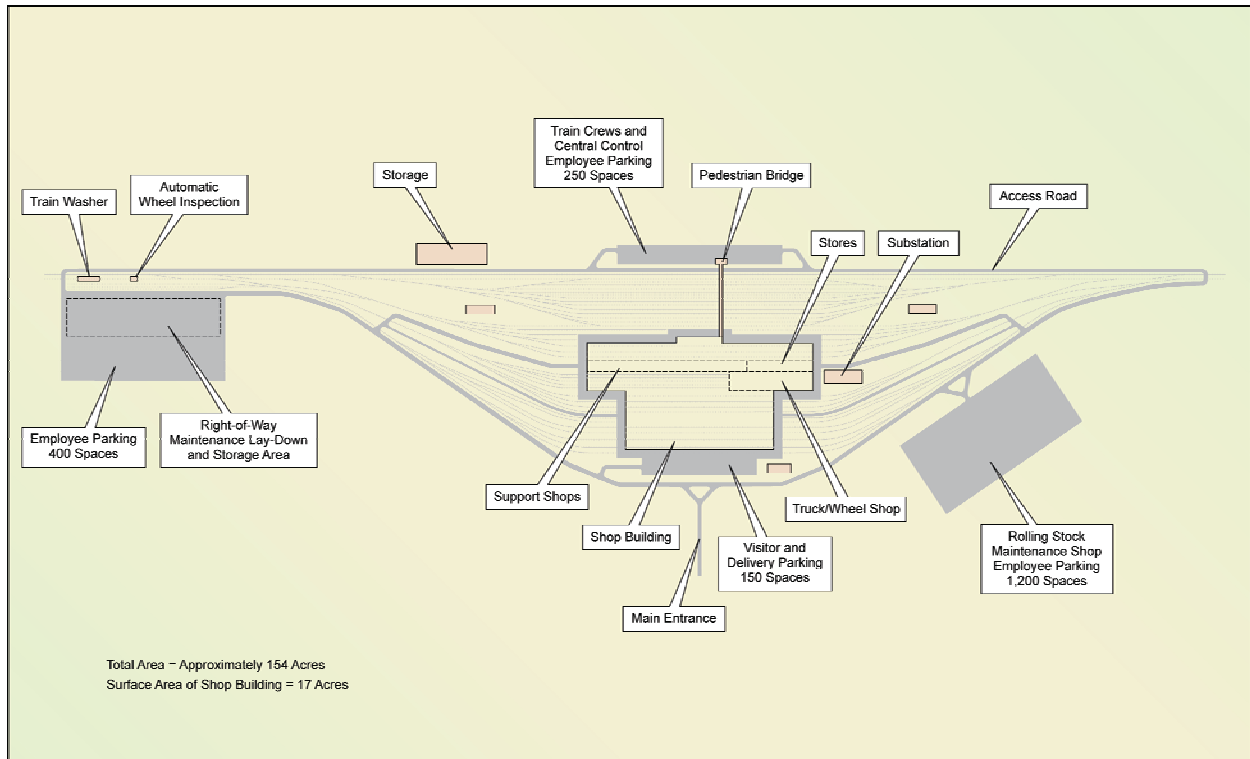 Train Crews and
Central Control
Employee Parking
250 Spaces
Storage
Pedestrian Bridge
Automatic
Wheel Inspection
Train Washer
Access Road
Stores
Substation
Employee Parking
400 Spaces
Right-of-Way
Maintenance Lay-Down
and Storage Area
Support Shops
Truck/Wheel Shop
Shop Building
Visitor and
Delivery Parking
150 Spaces
Rolling Stock
Maintenance Shop
Employee Parking
1,200 Spaces
Main Entrance
Total Area – Approximately 154 Acres
Surface Area of Shop Building = 17 Acres